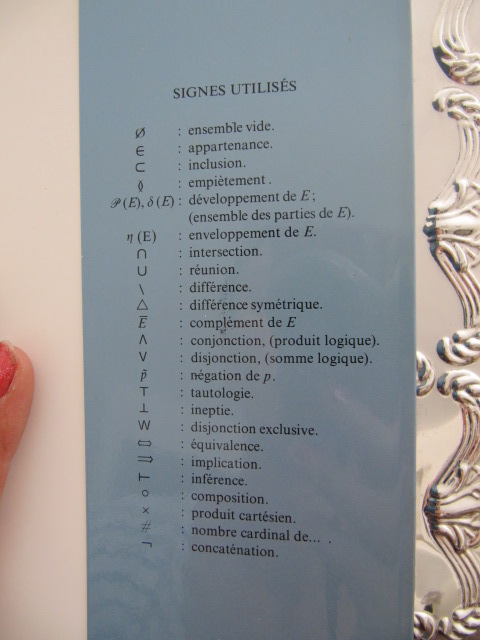 SIGNES UTILISÉS
Ø : ensemble vide.
∈ : appartenance.
⊂ : inclusion.
≬ : empiètement.
𝒫 (E), δ (E) : développement de E ;
(ensemble des parties de E).
η (E) : enveloppement de E.
∩ : intersection.
∪ : réunion.
\ : différence.
△ : différence symétrique.
E̅ : complément de E
∧ : conjonction, (produit logique).
∨ : disjonction, (somme logique).
p̃ : négation de p.
⊤ : tautologie.
⊥ : ineptie.
W : disjonction exclusive.
⇔ : équivalence.
⇒ : implication.
⊢ : inférence.
○ : composition.
× : produit cartésien.
# : nombre cardinal de... .
¬ : concaténation.